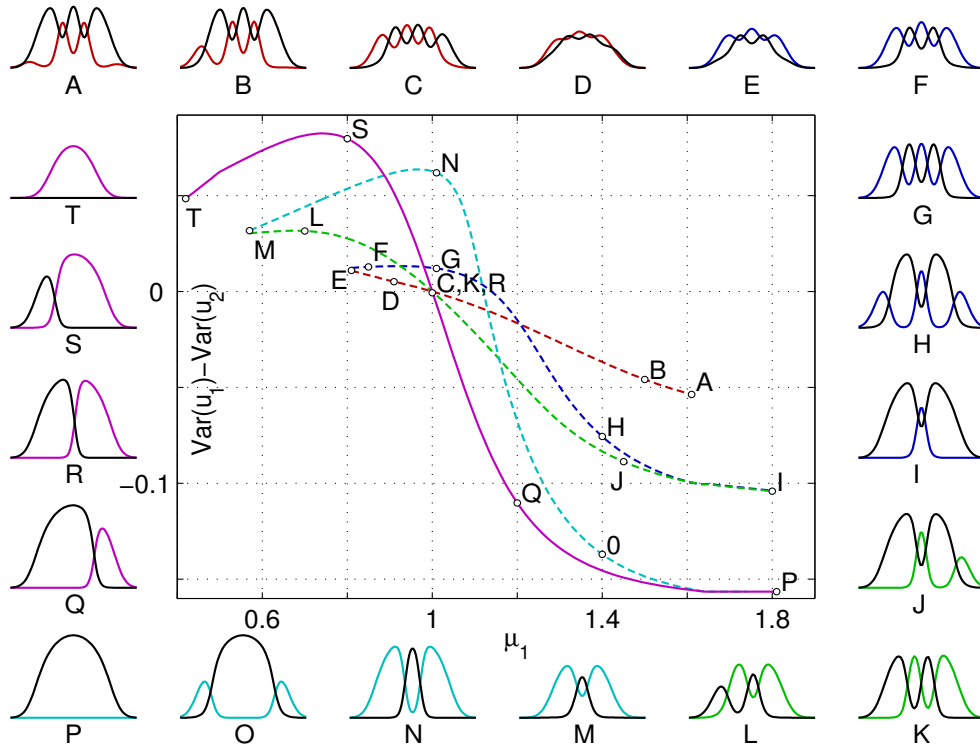 A B C D E F
S
N
T
T L
M
F G
E C,K,R
G
0
D
S
B A
H
Var(u1)−Var(u2)
H
J I
R
−0.1
Q
I
0
P
Q
0.6 1 1.4 1.8
J
μ1
P O N M L K